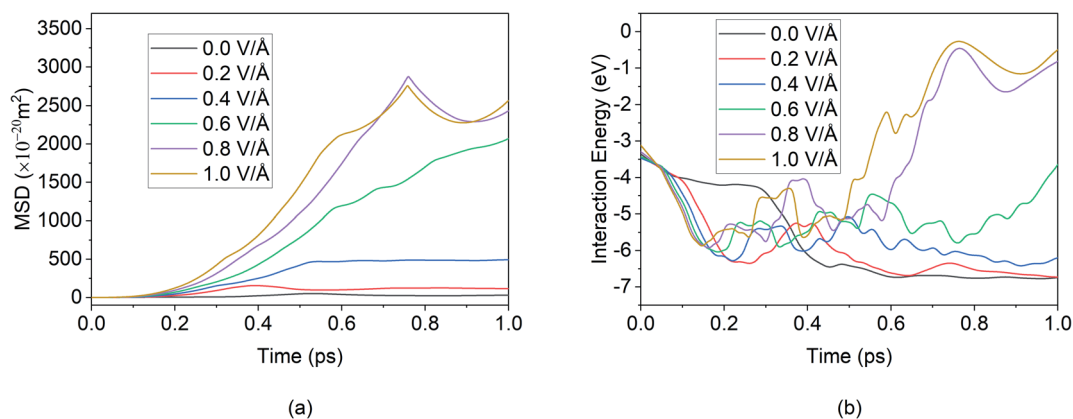 3500
3000
2500
2000
1500
1000
500
0
MSD (×10⁻²⁰m²)
0.0 V/Å
0.2 V/Å
0.4 V/Å
0.6 V/Å
0.8 V/Å
1.0 V/Å
0.0 0.2 0.4 0.6 0.8 1.0
Time (ps)
(a)
0
-1
-2
-3
-4
-5
-6
-7
Interaction Energy (eV)
0.0 V/Å
0.2 V/Å
0.4 V/Å
0.6 V/Å
0.8 V/Å
1.0 V/Å
0.0 0.2 0.4 0.6 0.8 1.0
Time (ps)
(b)